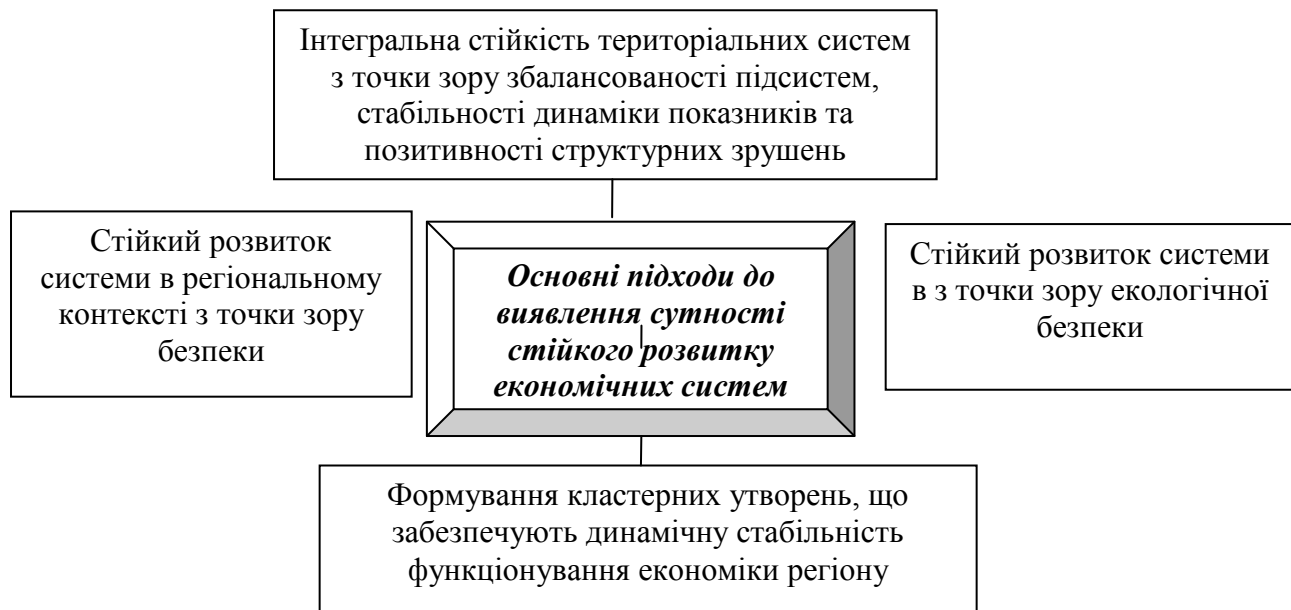 Інтегральна стійкість територіальних систем
з точки зору збалансованості підсистем,
стабільності динаміки показників та
позитивності структурних зрушень
Стійкий розвиток
системи в регіональному
контексті з точки зору
безпеки
Основні підходи до
виявлення сутності
стійкого розвитку
економічних систем
Стійкий розвиток системи
в з точки зору екологічної
безпеки
Формування кластерних утворень, що
забезпечують динамічну стабільність
функціонування економіки регіону